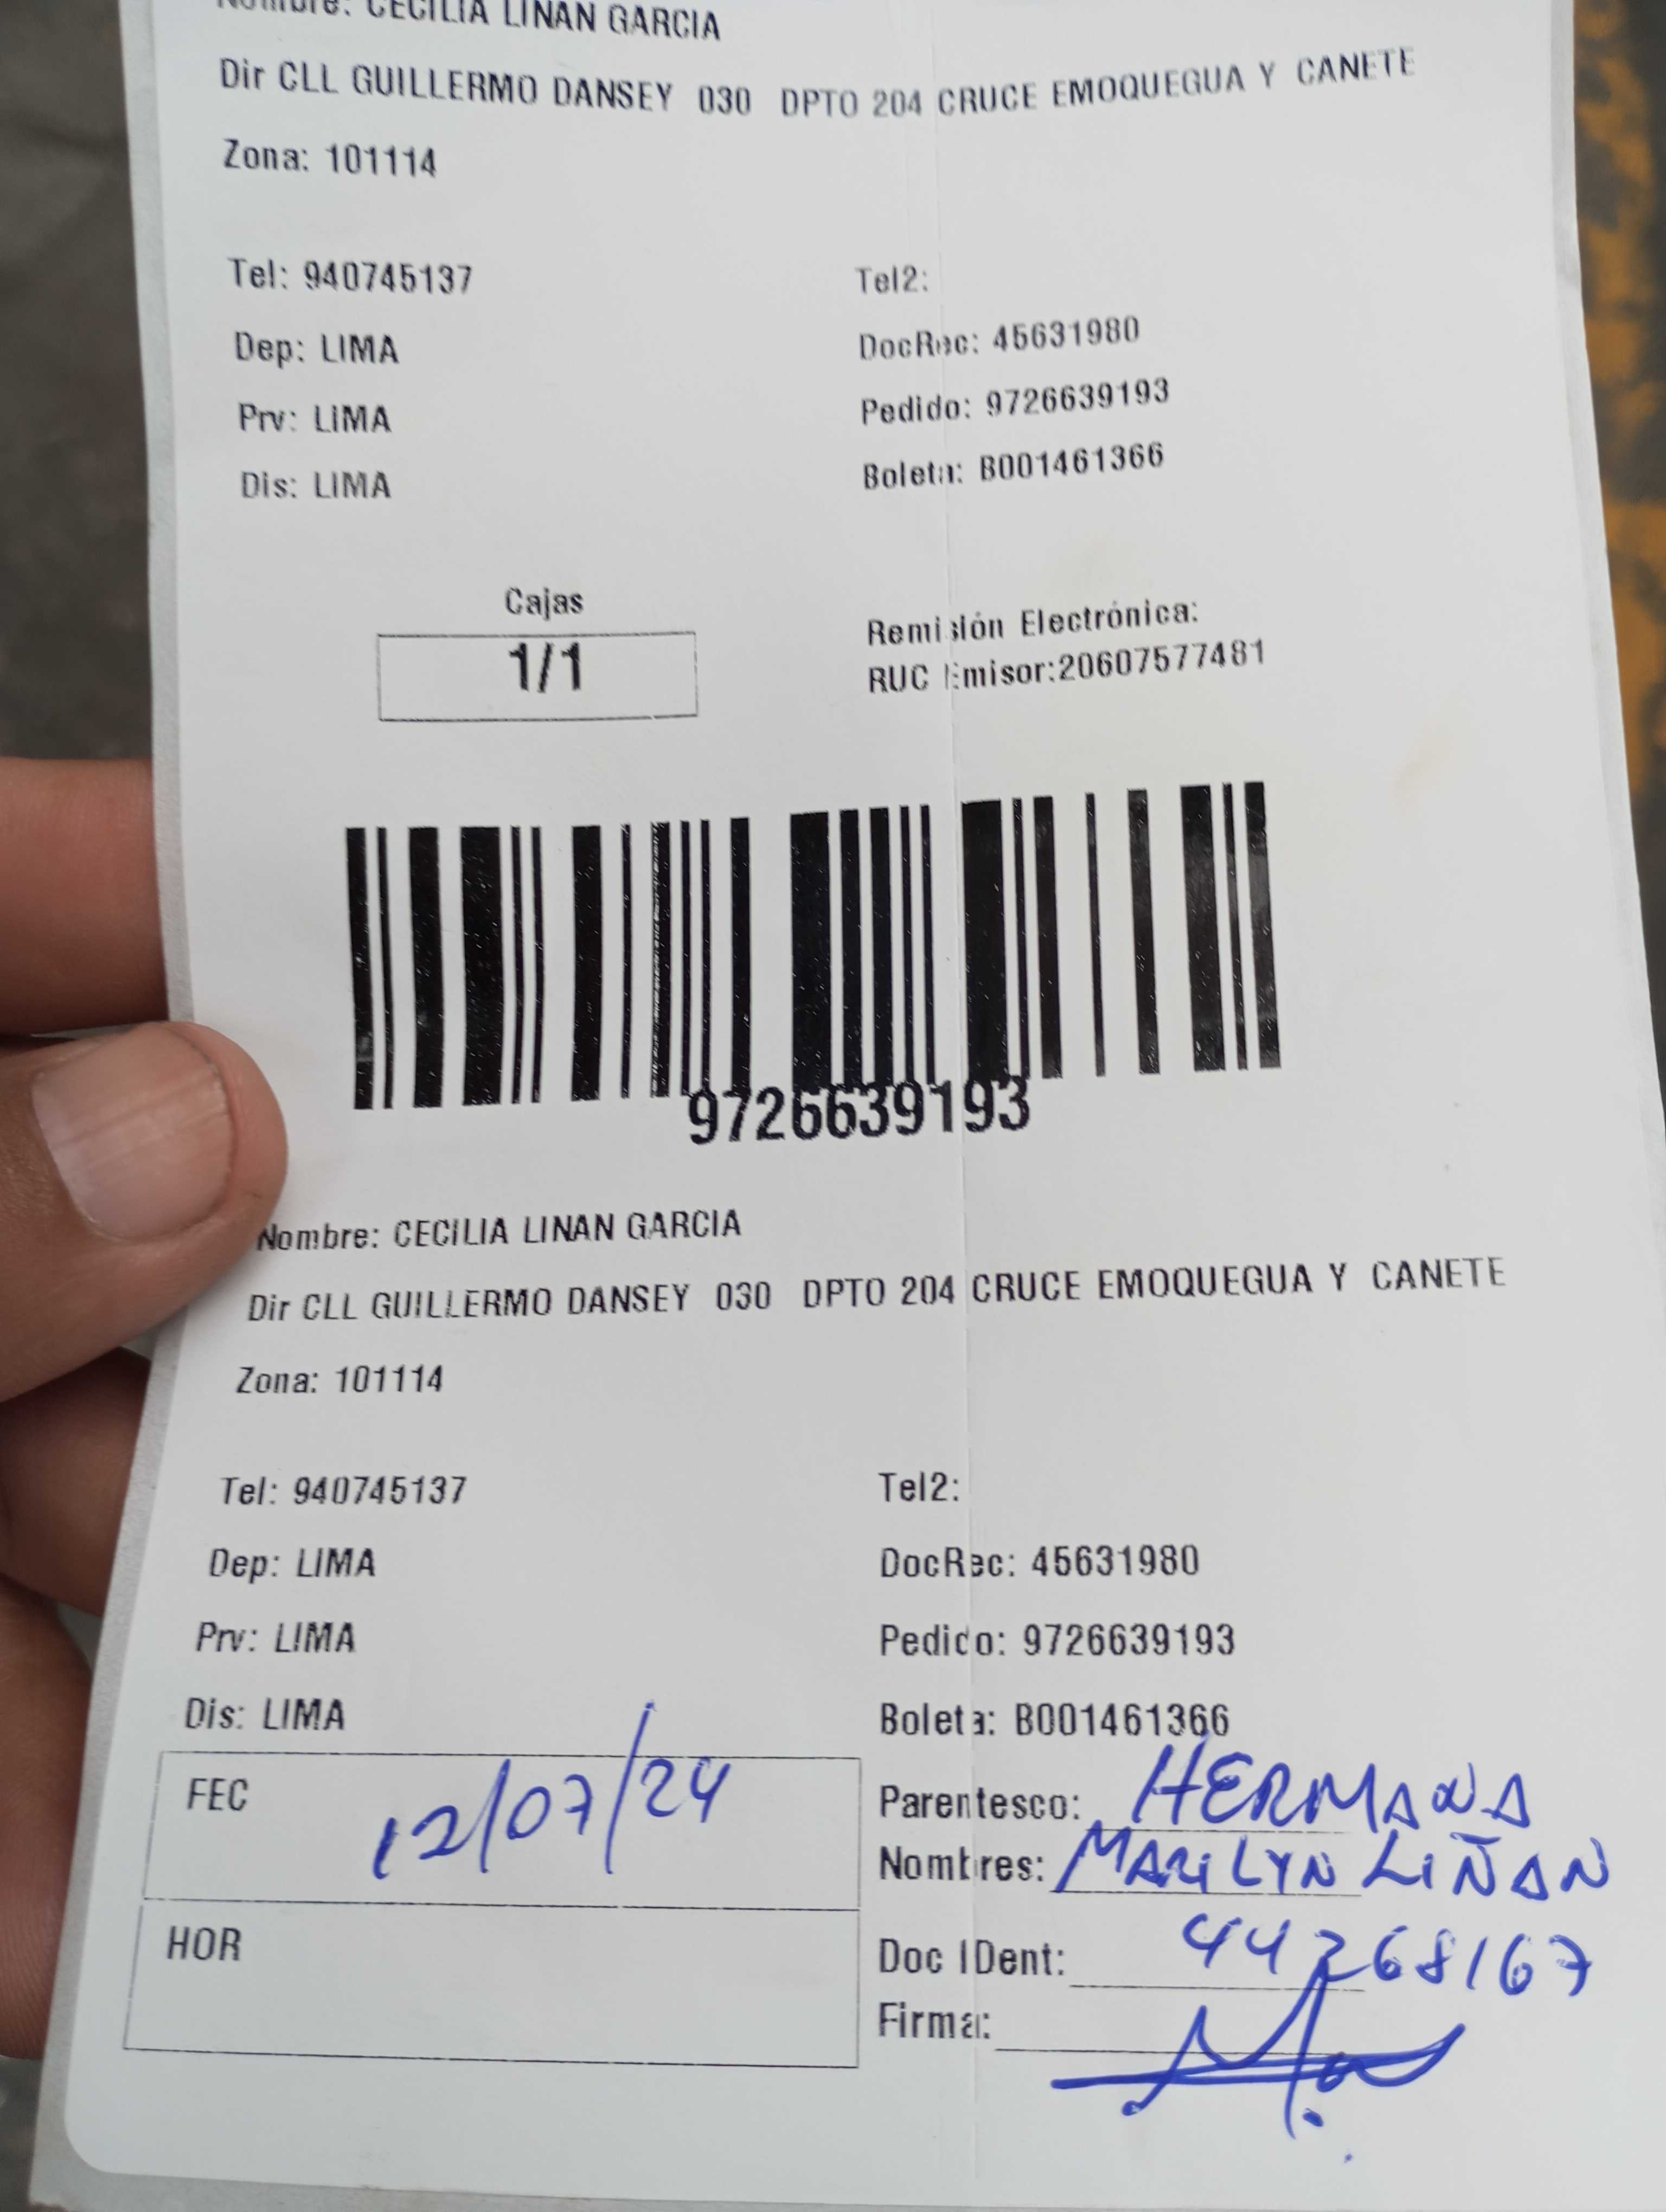 Nombre: CECILIA LINAN GARCIA
Dir CLL GUILLERMO DANSEY 030 DPTO 204 CRUCE EMOQUEGUA Y CANETE
Zona: 101114
Tel: 940745137 Tel2:
Dep: LIMA DocRec: 45631980
Prv: LIMA Pedido: 9726639193
Dis: LIMA Boleta: B001461366
Cajas
1/1
Remisión Electrónica:
RUC Emisor:20607577481
9726639193
Nombre: CECILIA LINAN GARCIA
Dir CLL GUILLERMO DANSEY 030 DPTO 204 CRUCE EMOQUEGUA Y CANETE
Zona: 101114
Tel: 940745137 Tel2:
Dep: LIMA DocRec: 45631980
Prv: LIMA Pedido: 9726639193
Dis: LIMA Boleta: B001461366
FEC 12/07/24
HOR
Parentesco: HERMANA
Nombres: MARILYN LIÑAN
Doc IDent: 44268167
Firma: